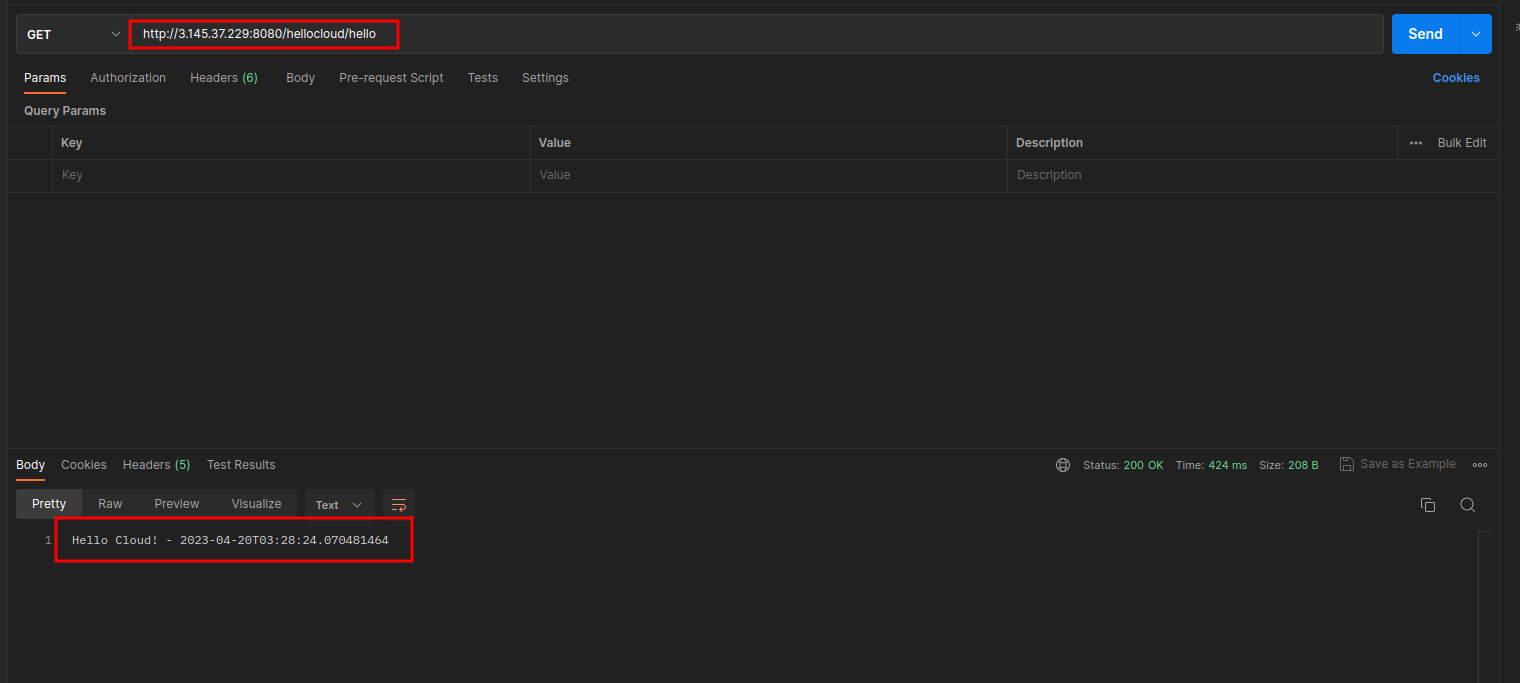 GET http://3.145.37.229:8080/hellocloud/hello Send
Params Authorization Headers (6) Body Pre-request Script Tests Settings Cookies
Query Params
Key Value Description Bulk Edit
Key Value Description
Body Cookies Headers (5) Test Results Status: 200 OK Time: 424 ms Size: 208 B Save as Example
Pretty Raw Preview Visualize Text
1 Hello Cloud! - 2023-04-20T03:28:24.070481464